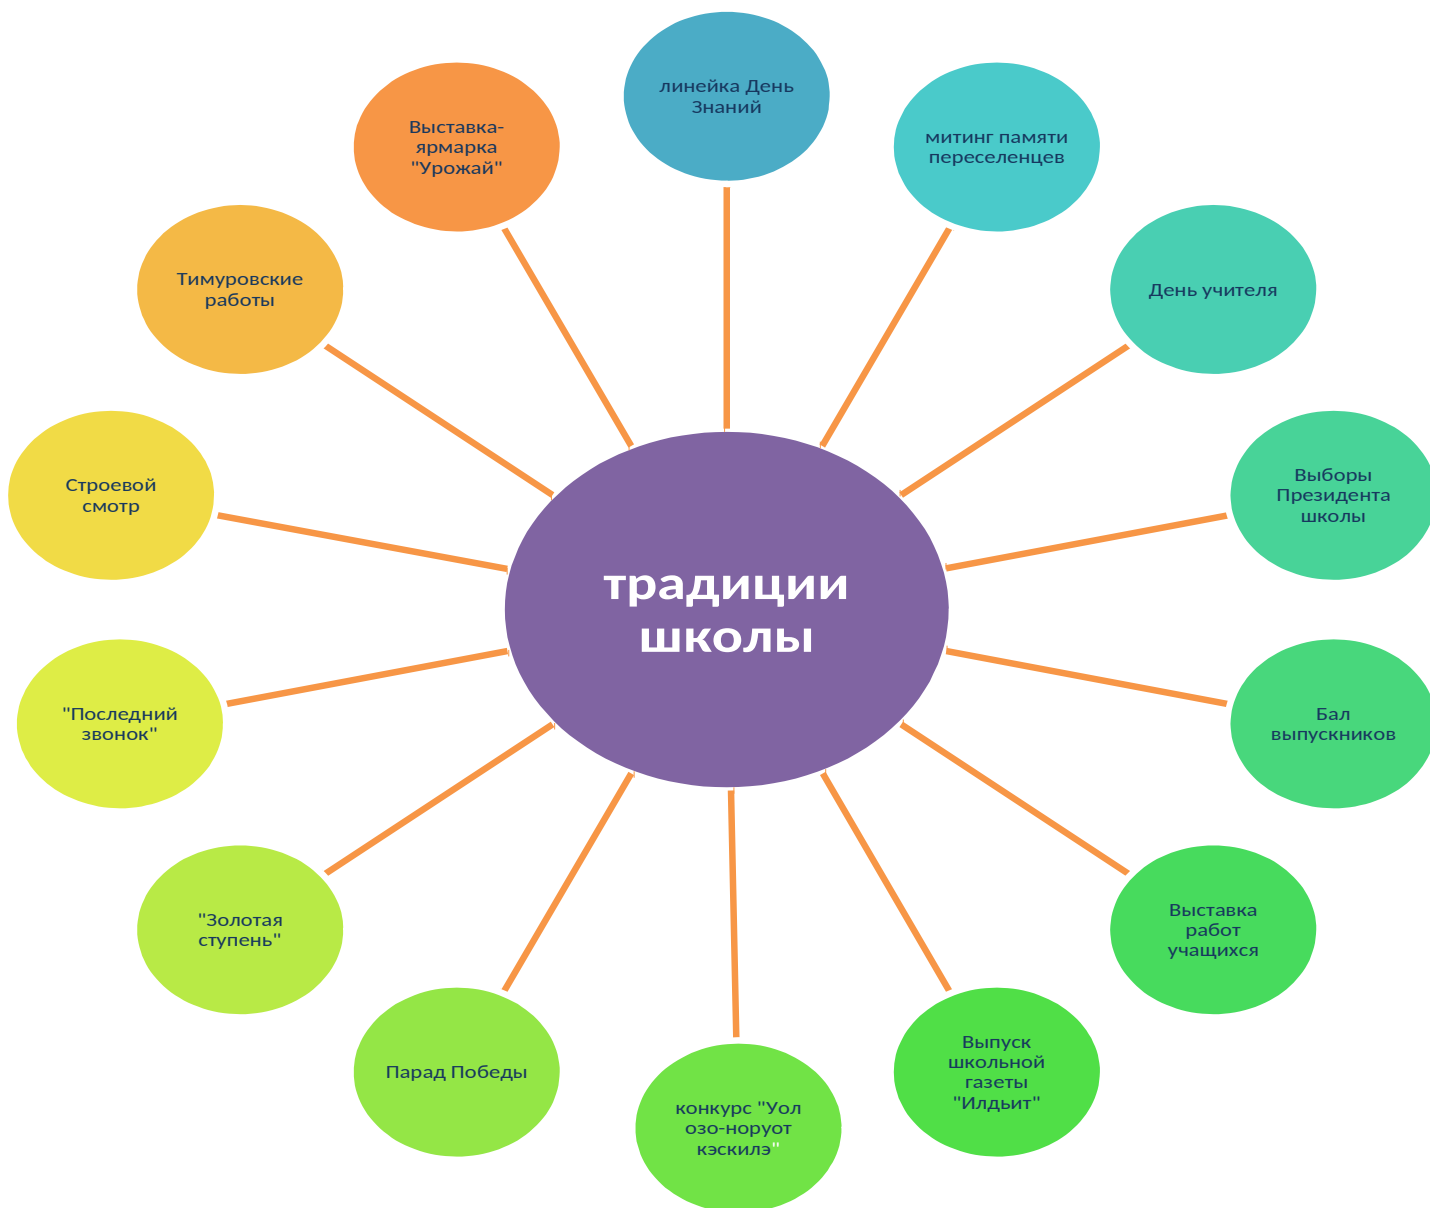 традиции
школы
линейка День
Знаний
митинг памяти
переселенцев
День учителя
Выборы
Президента
школы
Бал
выпускников
Выставка
работ
учащихся
Выпуск
школьной
газеты
"Илдьит"
конкурс "Уол
озо-норуот
кэскилэ"
Парад Победы
"Золотая
ступень"
"Последний
звонок"
Строевой
смотр
Тимуровские
работы
Выставка-
ярмарка
"Урожай"